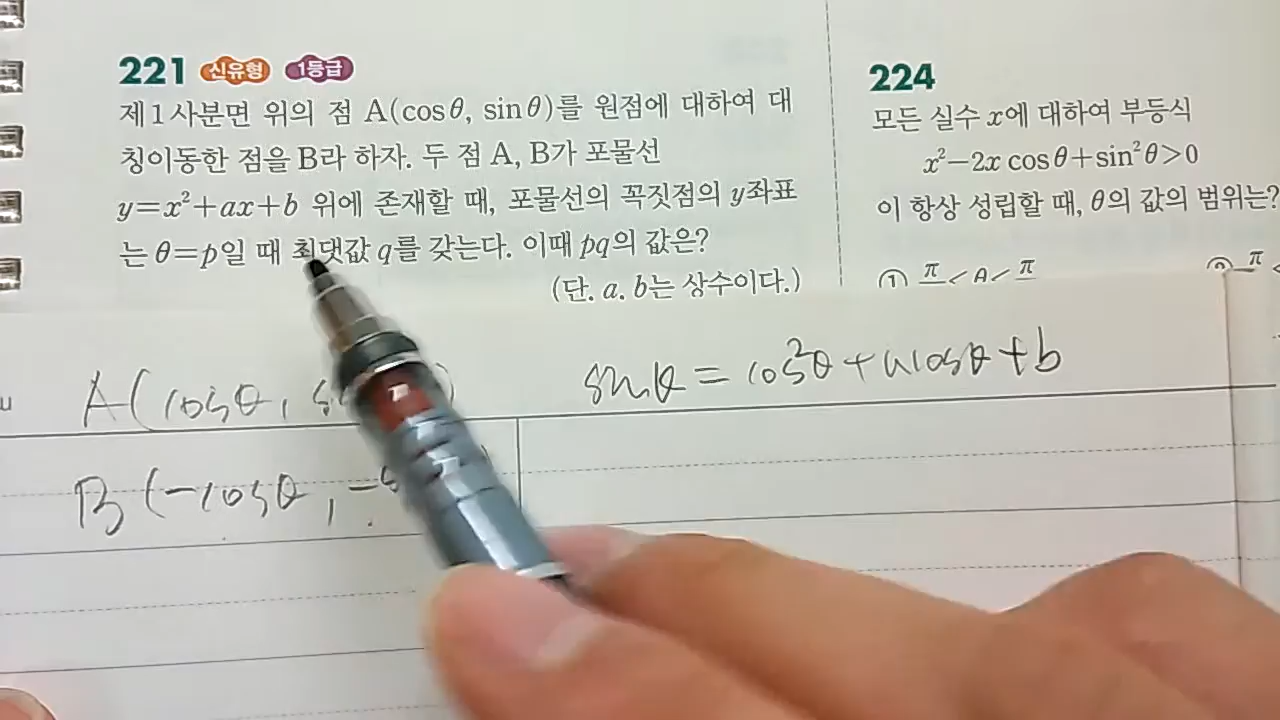 221 신유형 1등급
제1사분면 위의 점 A(cosθ, sinθ)를 원점에 대하여 대
칭이동한 점을 B라 하자. 두 점 A, B가 포물선
y=x²+ax+b 위에 존재할 때, 포물선의 꼭짓점의 y좌표
는 θ=p일 때 최댓값 q를 갖는다. 이때 pq의 값은?
(단, a, b는 상수이다.)
A(cosθ,
B(-cosθ, -
sinθ = cos²θ + acosθ + b
224
모든 실수 x에 대하여 부등식
x²-2x cosθ+sin²θ>0
이 항상 성립할 때, θ의 값의 범위는?
① π